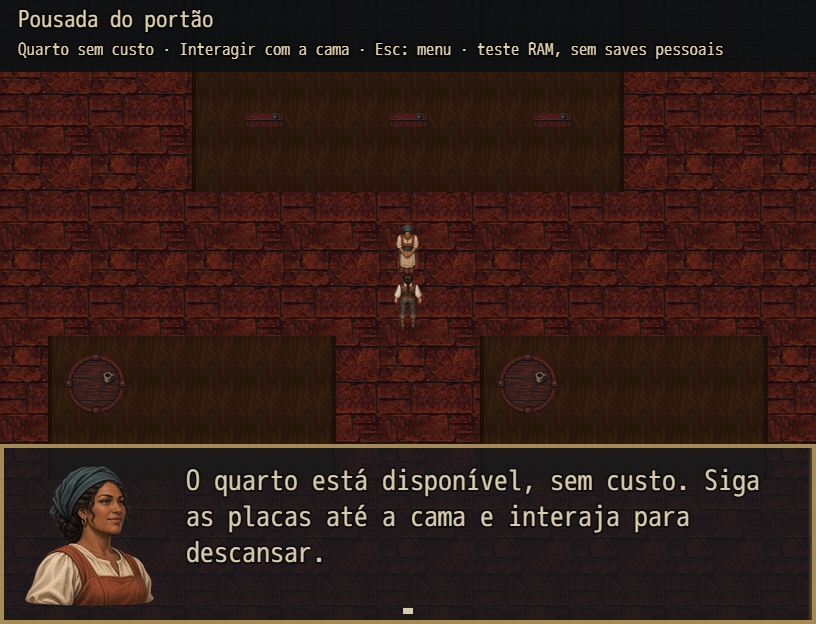 Pousada do portão
Quarto sem custo · Interagir com a cama · Esc: menu · teste RAM, sem saves pessoais
O quarto está disponível, sem custo. Siga
as placas até a cama e interaja para
descansar.